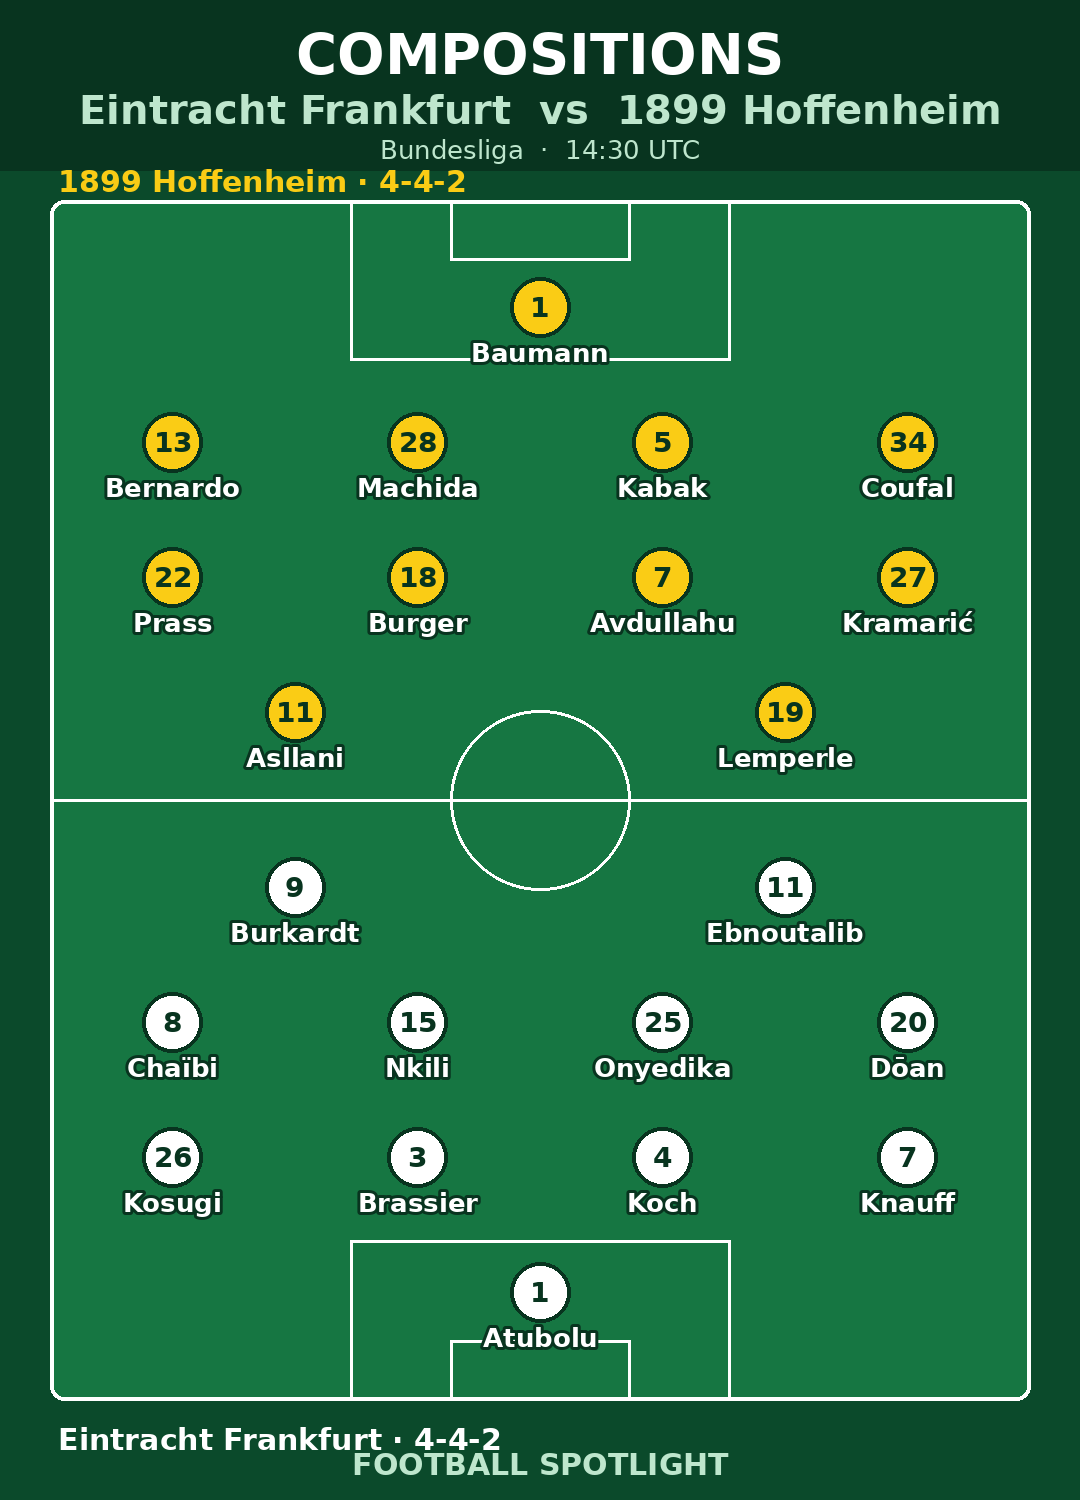 COMPOSITIONS
Eintracht Frankfurt vs 1899 Hoffenheim
Bundesliga · 14:30 UTC
1899 Hoffenheim · 4-4-2
1
Baumann
13 28 5 34
Bernardo Machida Kabak Coufal
22 18 7 27
Prass Burger Avdullahu Kramarić
11 19
Asllani Lemperle
9 11
Burkardt Ebnoutalib
8 15 25 20
Chaïbi Nkili Onyedika Dōan
26 3 4 7
Kosugi Brassier Koch Knauff
1
Atubolu
Eintracht Frankfurt · 4-4-2
FOOTBALL SPOTLIGHT